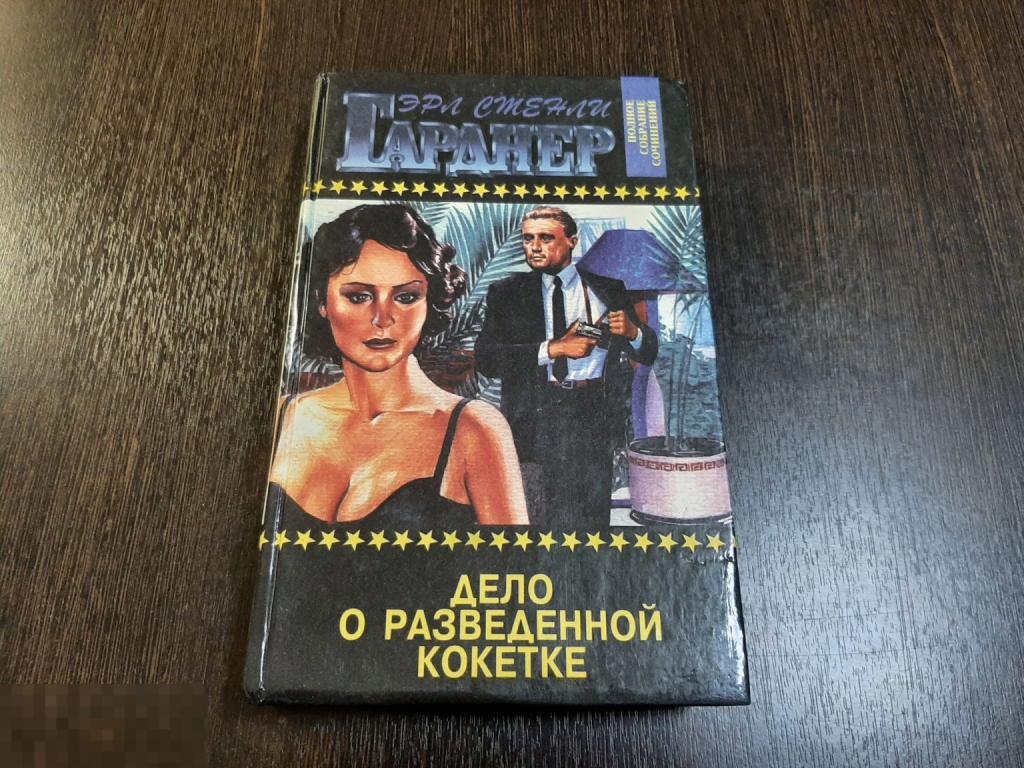 ЭРЛ СТЕНЛИ
ГАРДНЕР
ПОЛНОЕ
СОБРАНИЕ
СОЧИНЕНИЙ
ДЕЛО
О РАЗВЕДЕННОЙ
КОКЕТКЕ